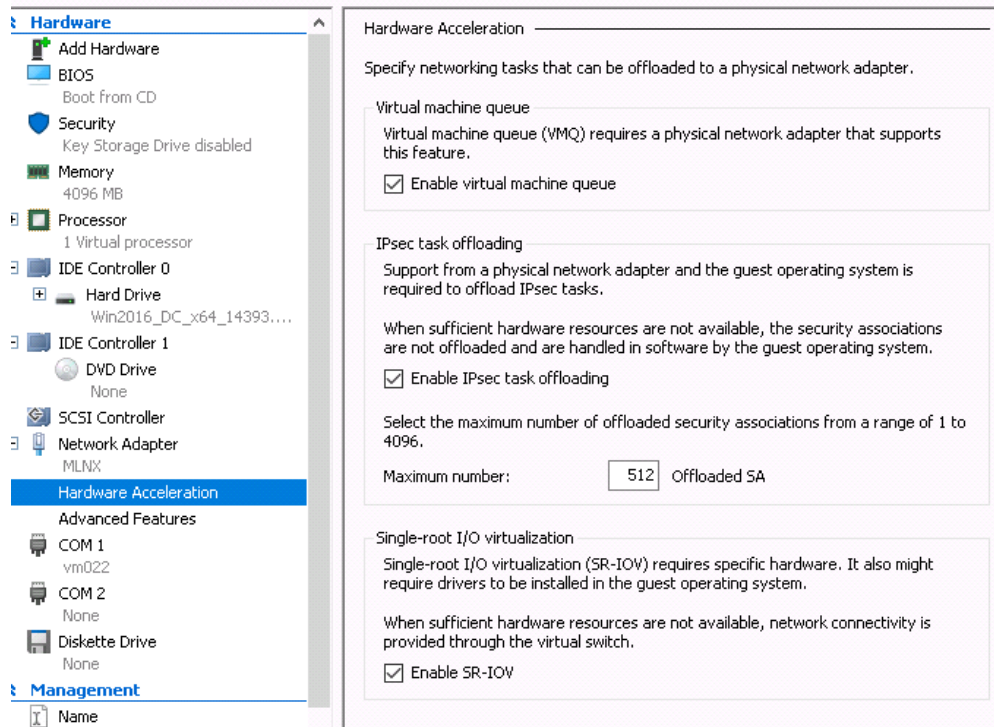 Hardware
Add Hardware
BIOS
Boot from CD
Security
Key Storage Drive disabled
Memory
4096 MB
Processor
1 Virtual processor
IDE Controller 0
Hard Drive
Win2016_DC_x64_14393....
IDE Controller 1
DVD Drive
None
SCSI Controller
Network Adapter
MLNX
Hardware Acceleration
Advanced Features
COM 1
vm022
COM 2
None
Diskette Drive
None
Management
Name
Hardware Acceleration
Specify networking tasks that can be offloaded to a physical network adapter.
Virtual machine queue
Virtual machine queue (VMQ) requires a physical network adapter that supports
this feature.
Enable virtual machine queue
IPsec task offloading
Support from a physical network adapter and the guest operating system is
required to offload IPsec tasks.
When sufficient hardware resources are not available, the security associations
are not offloaded and are handled in software by the guest operating system.
Enable IPsec task offloading
Select the maximum number of offloaded security associations from a range of 1 to
4096.
Maximum number: 512 Offloaded SA
Single-root I/O virtualization
Single-root I/O virtualization (SR-IOV) requires specific hardware. It also might
require drivers to be installed in the guest operating system.
When sufficient hardware resources are not available, network connectivity is
provided through the virtual switch.
Enable SR-IOV